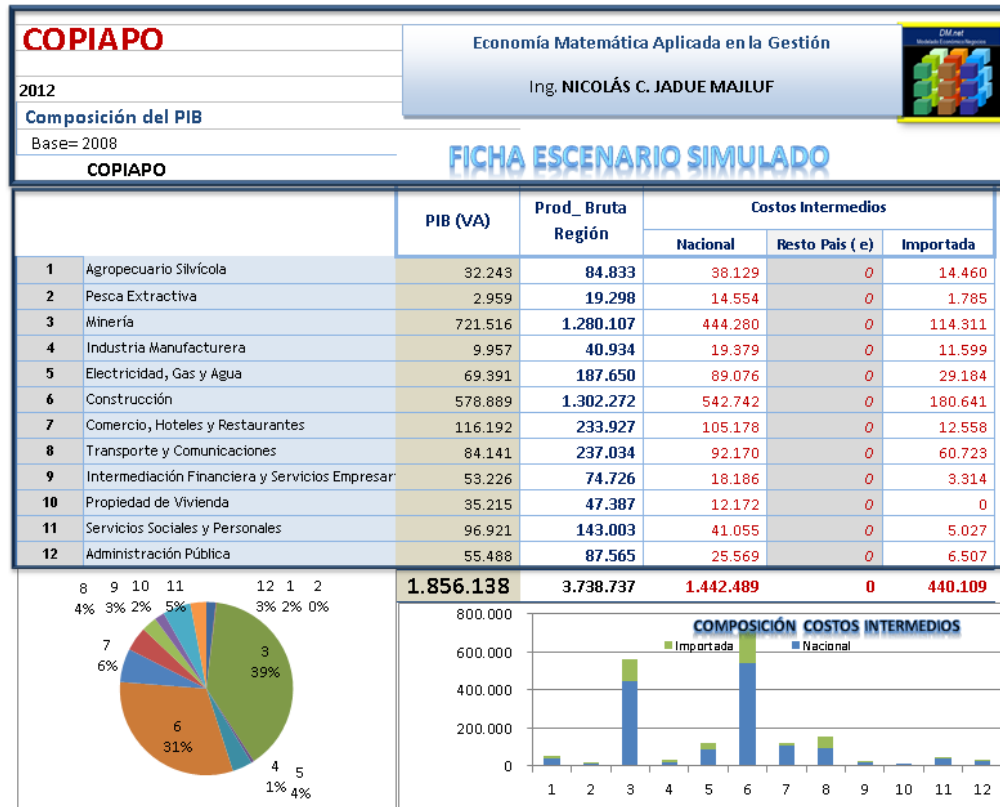 COPIAPO
Economía Matemática Aplicada en la Gestión
Ing. NICOLÁS C. JADUE MAJLUF
DM.net
Modelado Económico Negocios
2012
Composición del PIB
Base= 2008
COPIAPO
FICHA ESCENARIO SIMULADO
PIB (VA) Prod_ Bruta Región Costos Intermedios
Nacional Resto Pais ( e) Importada
1 Agropecuario Silvícola 32.243 84.833 38.129 0 14.460
2 Pesca Extractiva 2.959 19.298 14.554 0 1.785
3 Minería 721.516 1.280.107 444.280 0 114.311
4 Industria Manufacturera 9.957 40.934 19.379 0 11.599
5 Electricidad, Gas y Agua 69.391 187.650 89.076 0 29.184
6 Construcción 578.889 1.302.272 542.742 0 180.641
7 Comercio, Hoteles y Restaurantes 116.192 233.927 105.178 0 12.558
8 Transporte y Comunicaciones 84.141 237.034 92.170 0 60.723
9 Intermediación Financiera y Servicios Empresar 53.226 74.726 18.186 0 3.314
10 Propiedad de Vivienda 35.215 47.387 12.172 0 0
11 Servicios Sociales y Personales 96.921 143.003 41.055 0 5.027
12 Administración Pública 55.488 87.565 25.569 0 6.507
1.856.138 3.738.737 1.442.489 0 440.109
8 9 10 11 12 1 2
4% 3% 2% 5% 3% 2% 0%
7
6%
3
39%
6
31%
4
1%
5
4%
COMPOSICIÓN COSTOS INTERMEDIOS
Importada Nacional
800.000
600.000
400.000
200.000
0
1 2 3 4 5 6 7 8 9 10 11 12